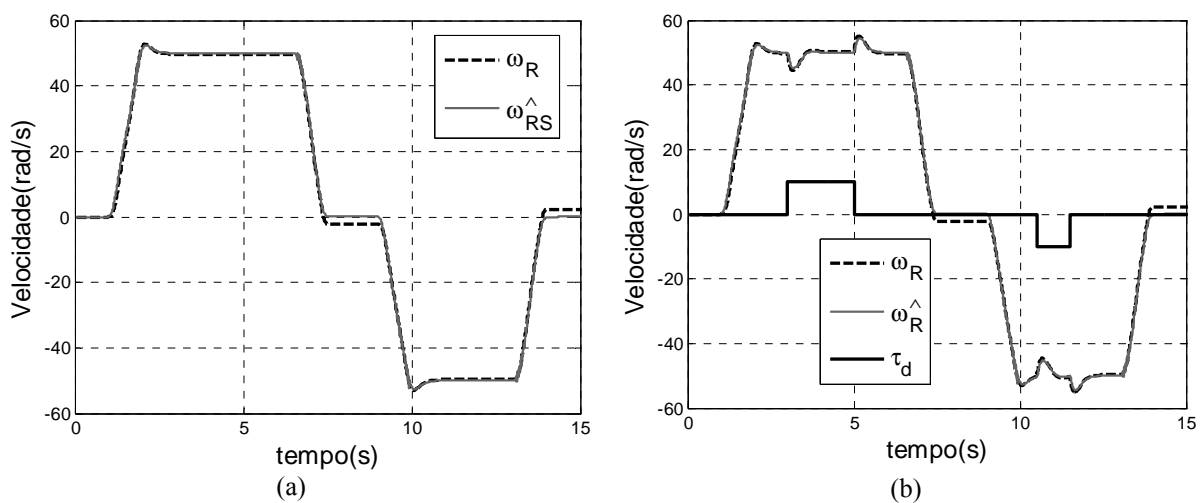 60
40
20
0
-20
-40
-60
0
5
10
15
Velocidade(rad/s)
tempo(s)
ω_R
ω^_RS
(a)
60
40
20
0
-20
-40
-60
0
5
10
15
Velocidade(rad/s)
tempo(s)
ω_R
ω^_R
τ_d
(b)